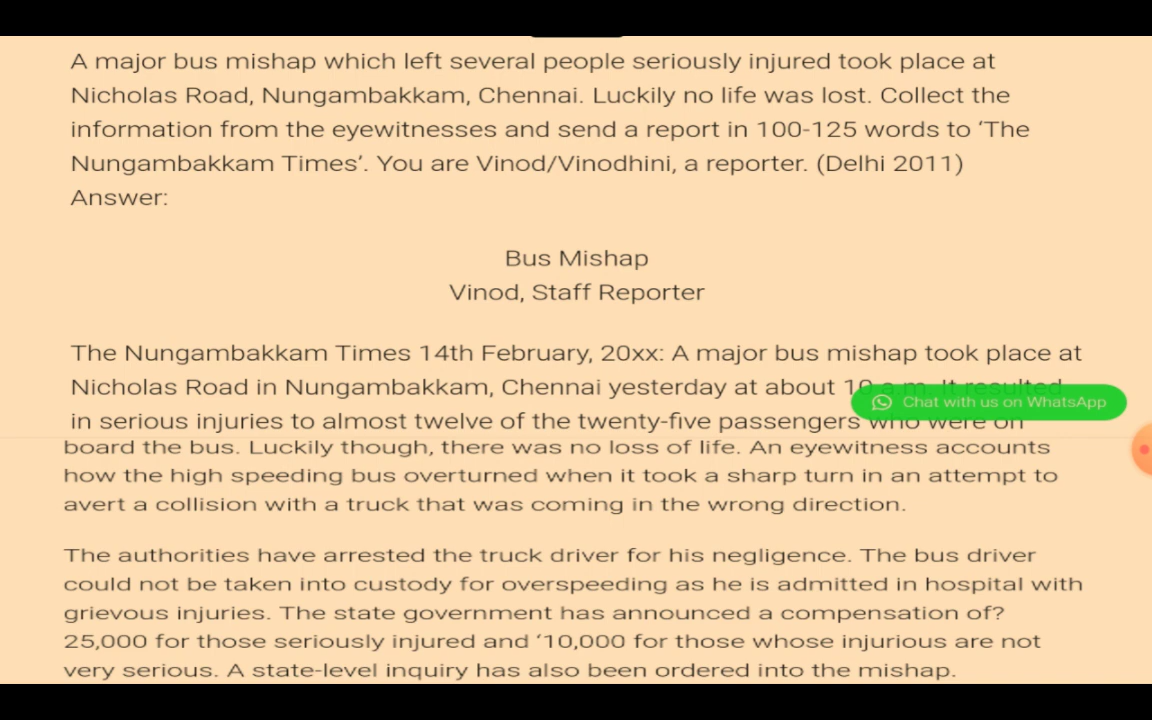 A major bus mishap which left several people seriously injured took place at
Nicholas Road, Nungambakkam, Chennai. Luckily no life was lost. Collect the
information from the eyewitnesses and send a report in 100-125 words to ‘The
Nungambakkam Times’. You are Vinod/Vinodhini, a reporter. (Delhi 2011)
Answer:
Bus Mishap
Vinod, Staff Reporter
The Nungambakkam Times 14th February, 20xx: A major bus mishap took place at
Nicholas Road in Nungambakkam, Chennai yesterday at about 10 a.m. It resulted
Chat with us on WhatsApp
in serious injuries to almost twelve of the twenty-five passengers who were on
board the bus. Luckily though, there was no loss of life. An eyewitness accounts
how the high speeding bus overturned when it took a sharp turn in an attempt to
avert a collision with a truck that was coming in the wrong direction.
The authorities have arrested the truck driver for his negligence. The bus driver
could not be taken into custody for overspeeding as he is admitted in hospital with
grievous injuries. The state government has announced a compensation of?
25,000 for those seriously injured and ‘10,000 for those whose injurious are not
very serious. A state-level inquiry has also been ordered into the mishap.